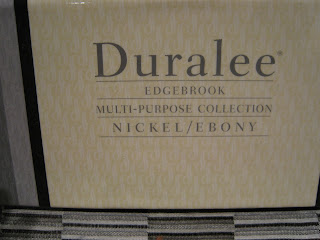 Duralee®
EDGEBROOK
MULTI-PURPOSE COLLECTION
NICKEL/EBONY